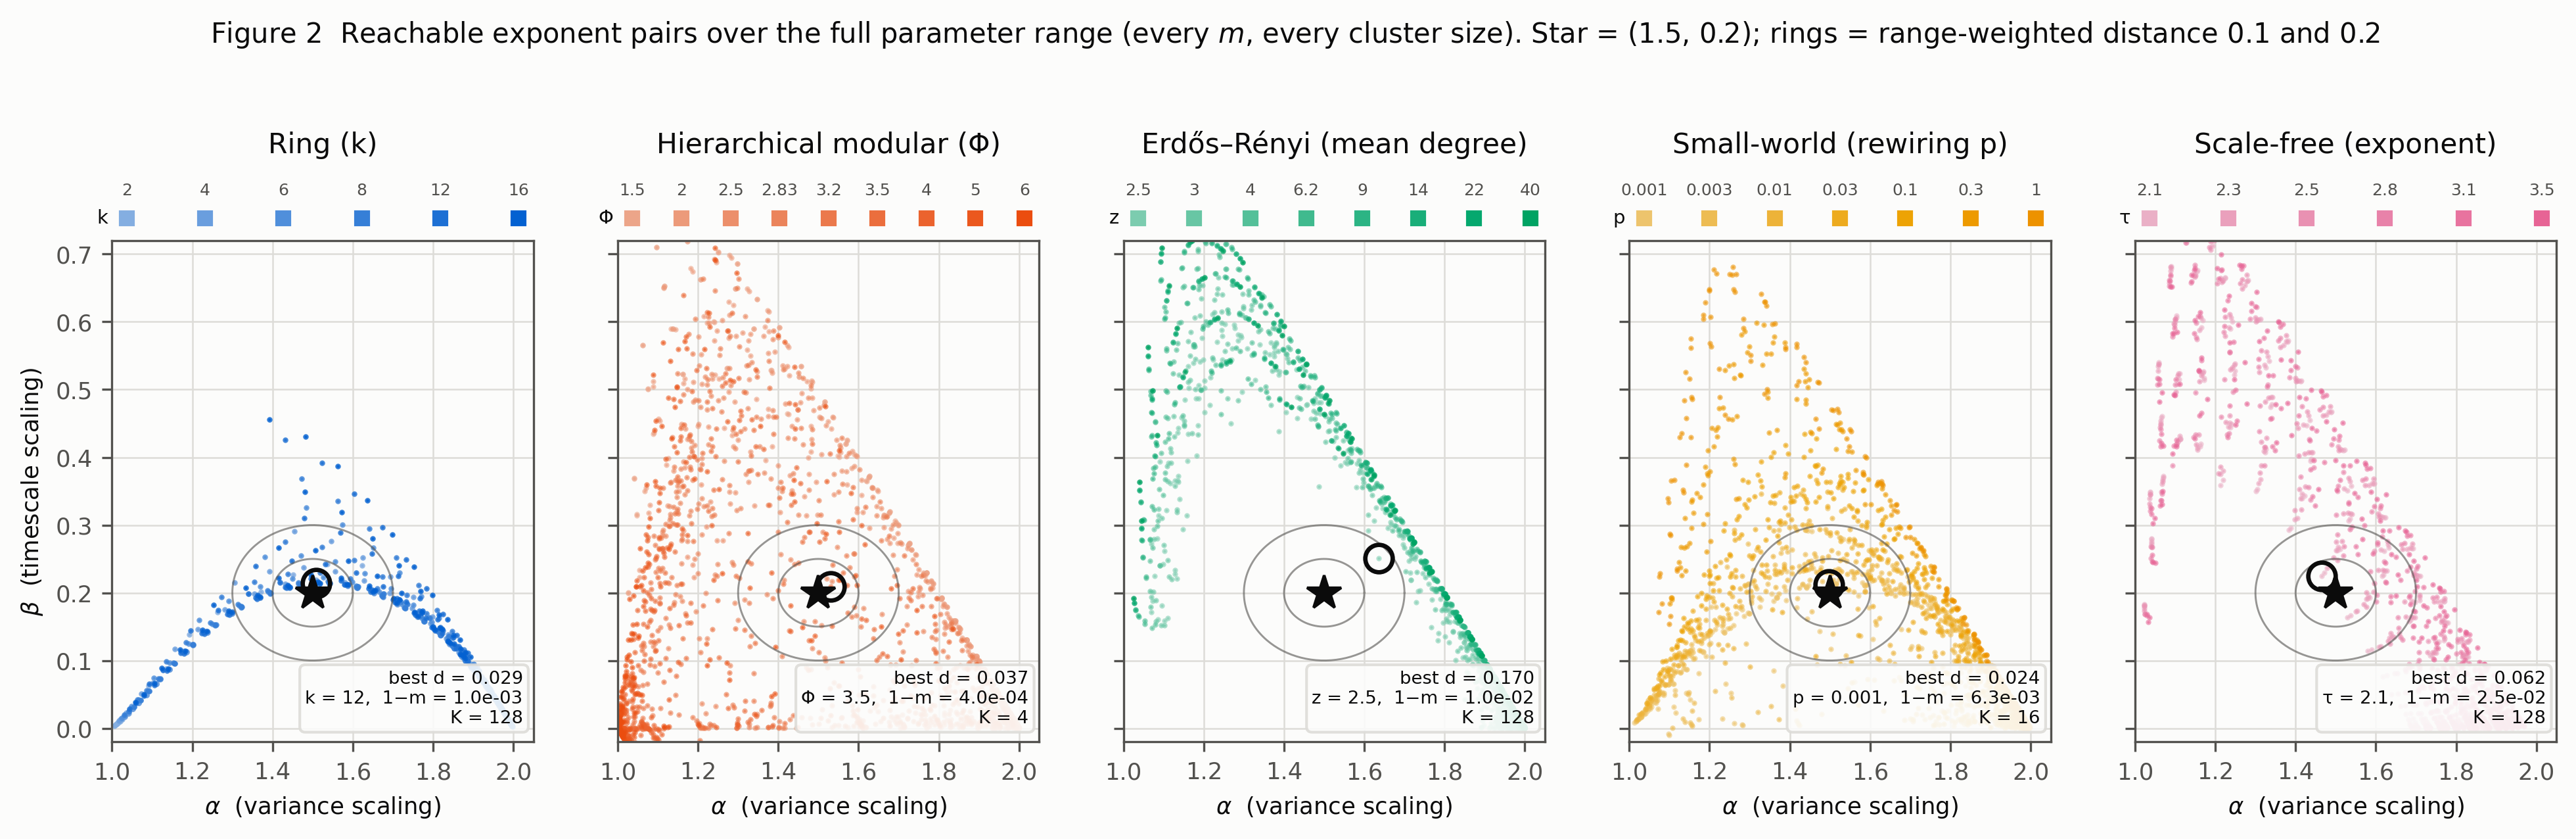 Figure 2  Reachable exponent pairs over the full parameter range (every m, every cluster size). Star = (1.5, 0.2); rings = range-weighted distance 0.1 and 0.2
Ring (k)
2 4 6 8 12 16
k
0.7
0.6
0.5
0.4
0.3
0.2
0.1
0.0
β (timescale scaling)
best d = 0.029
k = 12,  1−m = 1.0e-03
K = 128
1.0 1.2 1.4 1.6 1.8 2.0
α (variance scaling)
Hierarchical modular (Φ)
1.5 2 2.5 2.83 3.2 3.5 4 5 6
Φ
best d = 0.037
Φ = 3.5,  1−m = 4.0e-04
K = 4
1.0 1.2 1.4 1.6 1.8 2.0
α (variance scaling)
Erdős–Rényi (mean degree)
2.5 3 4 6.2 9 14 22 40
z
best d = 0.170
z = 2.5,  1−m = 1.0e-02
K = 128
1.0 1.2 1.4 1.6 1.8 2.0
α (variance scaling)
Small-world (rewiring p)
0.001 0.003 0.01 0.03 0.1 0.3 1
p
best d = 0.024
p = 0.001,  1−m = 6.3e-03
K = 16
1.0 1.2 1.4 1.6 1.8 2.0
α (variance scaling)
Scale-free (exponent)
2.1 2.3 2.5 2.8 3.1 3.5
τ
best d = 0.062
τ = 2.1,  1−m = 2.5e-02
K = 128
1.0 1.2 1.4 1.6 1.8 2.0
α (variance scaling)